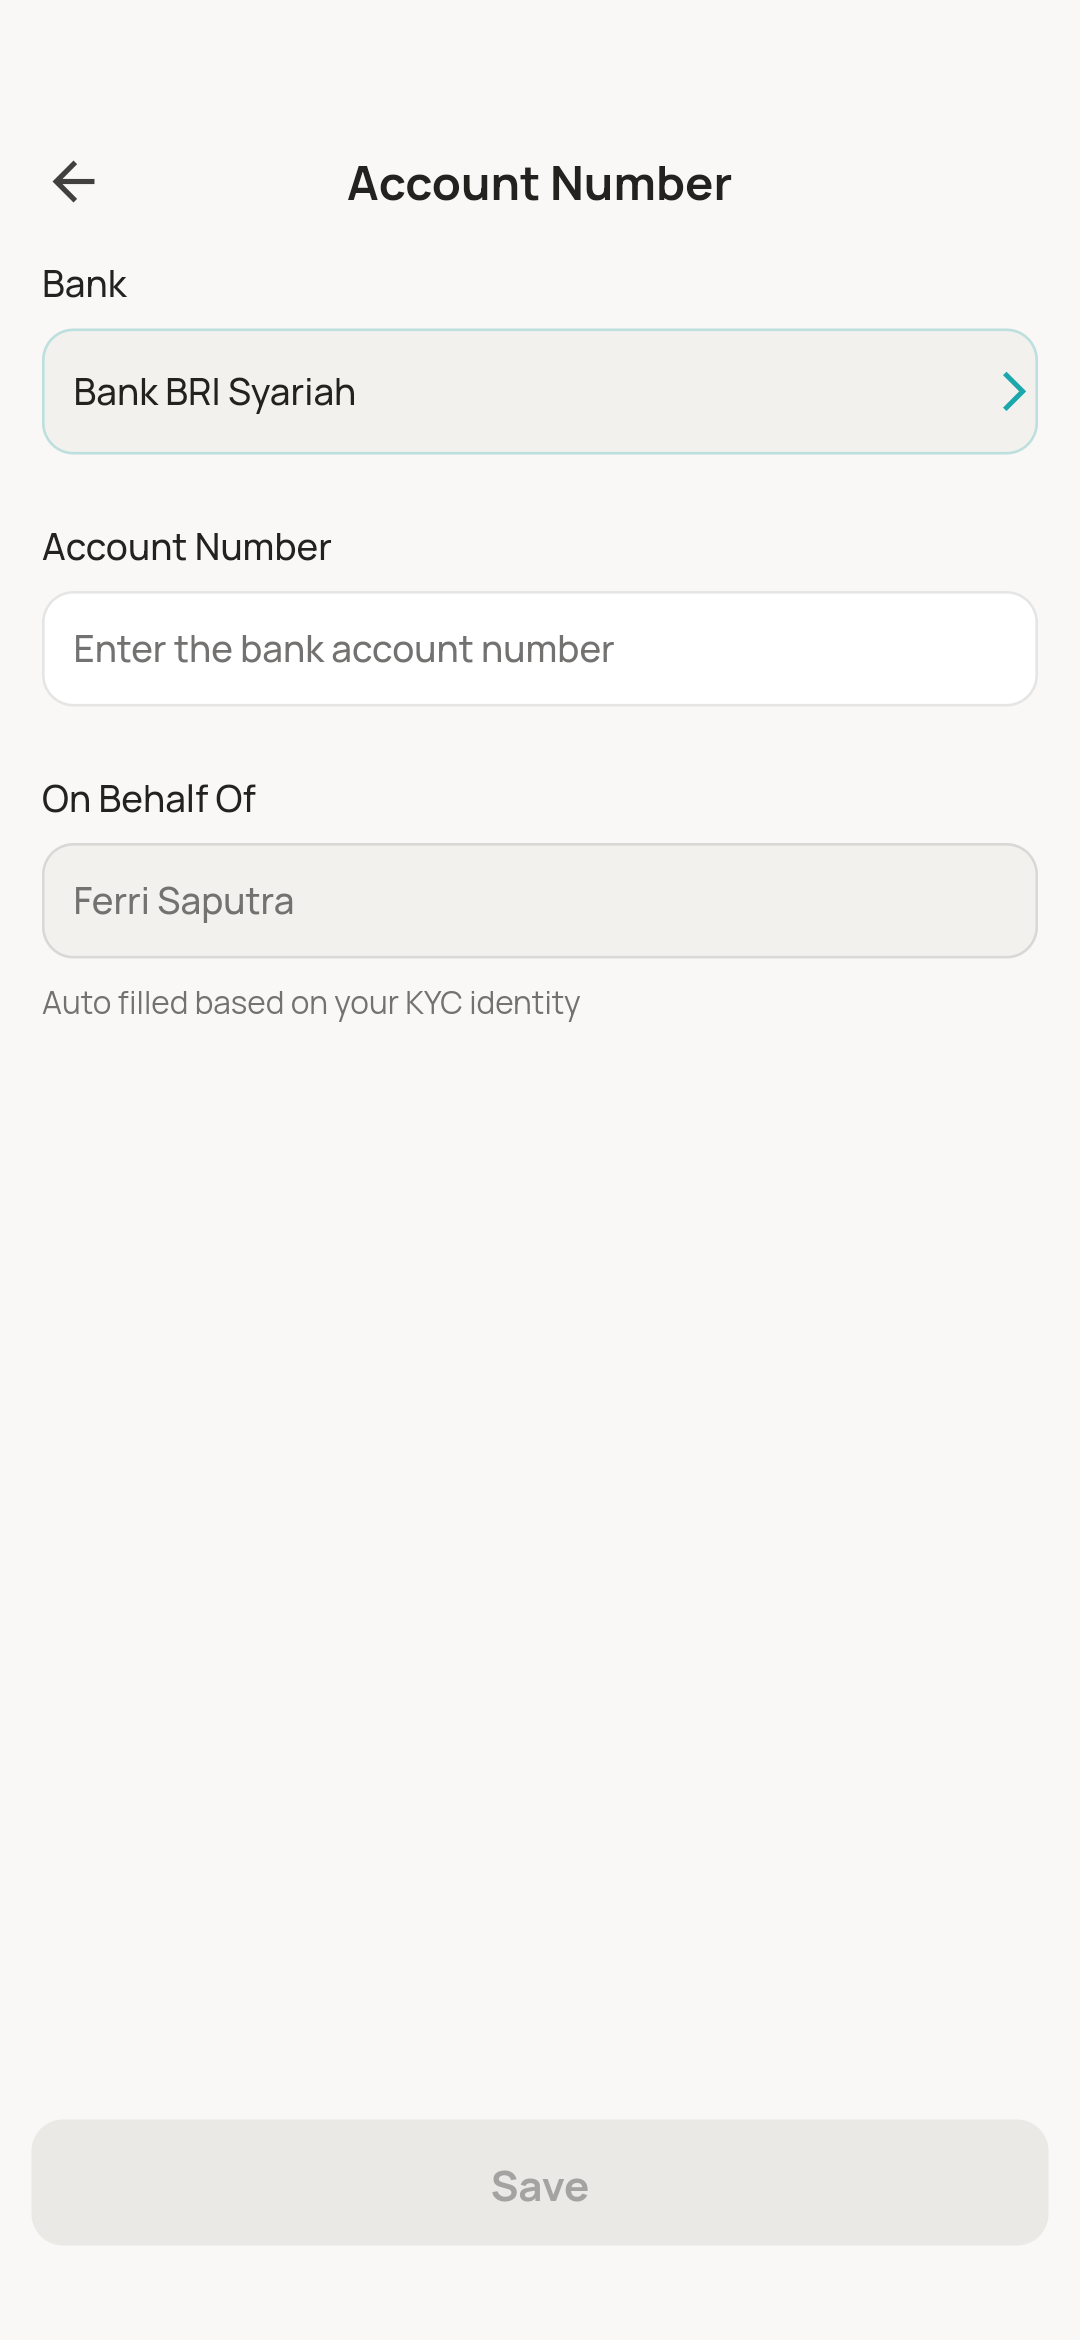 Account Number
Bank
Bank BRI Syariah
Account Number
Enter the bank account number
On Behalf Of
Ferri Saputra
Auto filled based on your KYC identity
Save